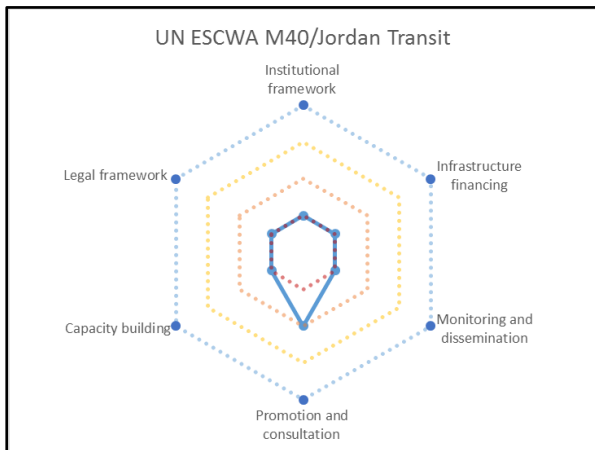 UN ESCWA M40/Jordan Transit
Institutional
framework
Legal framework
Infrastructure
financing
Capacity building
Monitoring and
dissemination
Promotion and
consultation